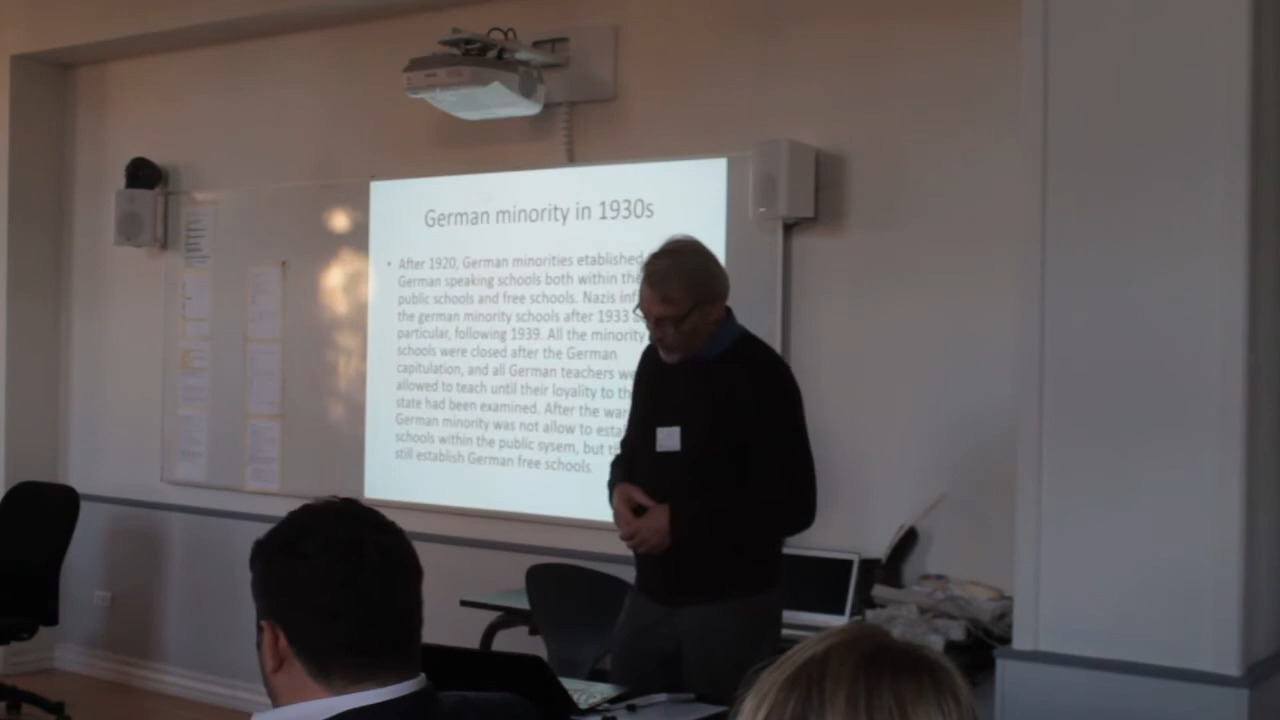 German minority in 1930s
• After 1920, German minorities etablished
German speaking schools both within the
public schools and free schools. Nazis inf
the german minority schools after 1933
particular, following 1939. All the minority
schools were closed after the German
capitulation, and all German teachers we
allowed to teach until their loyality to th
state had been examined. After the war
German minority was not allow to esta
schools within the public sysem, but th
still establish German free schools.